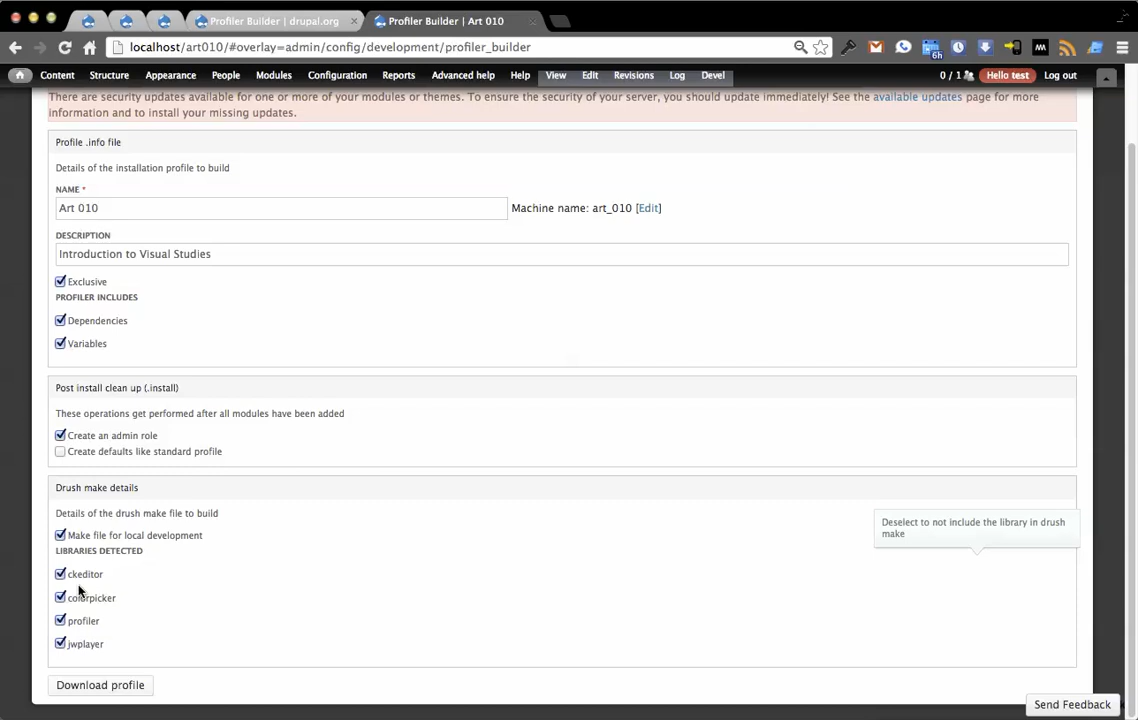 Profiler Builder | drupal.org
Profiler Builder | Art 010
localhost/art010/#overlay=admin/config/development/profiler_builder
6h
Content Structure Appearance People Modules Configuration Reports Advanced help Help View Edit Revisions Log Devel 0 / 1 Hello test Log out
There are security updates available for one or more of your modules or themes. To ensure the security of your server, you should update immediately! See the available updates page for more
information and to install your missing updates.
Profile .info file
Details of the installation profile to build
NAME *
Art 010 Machine name: art_010 [Edit]
DESCRIPTION
Introduction to Visual Studies
Exclusive
PROFILER INCLUDES
Dependencies
Variables
Post install clean up (.install)
These operations get performed after all modules have been added
Create an admin role
Create defaults like standard profile
Drush make details
Details of the drush make file to build
Make file for local development
LIBRARIES DETECTED
Deselect to not include the library in drush
make
ckeditor
colorpicker
profiler
jwplayer
Download profile
Send Feedback